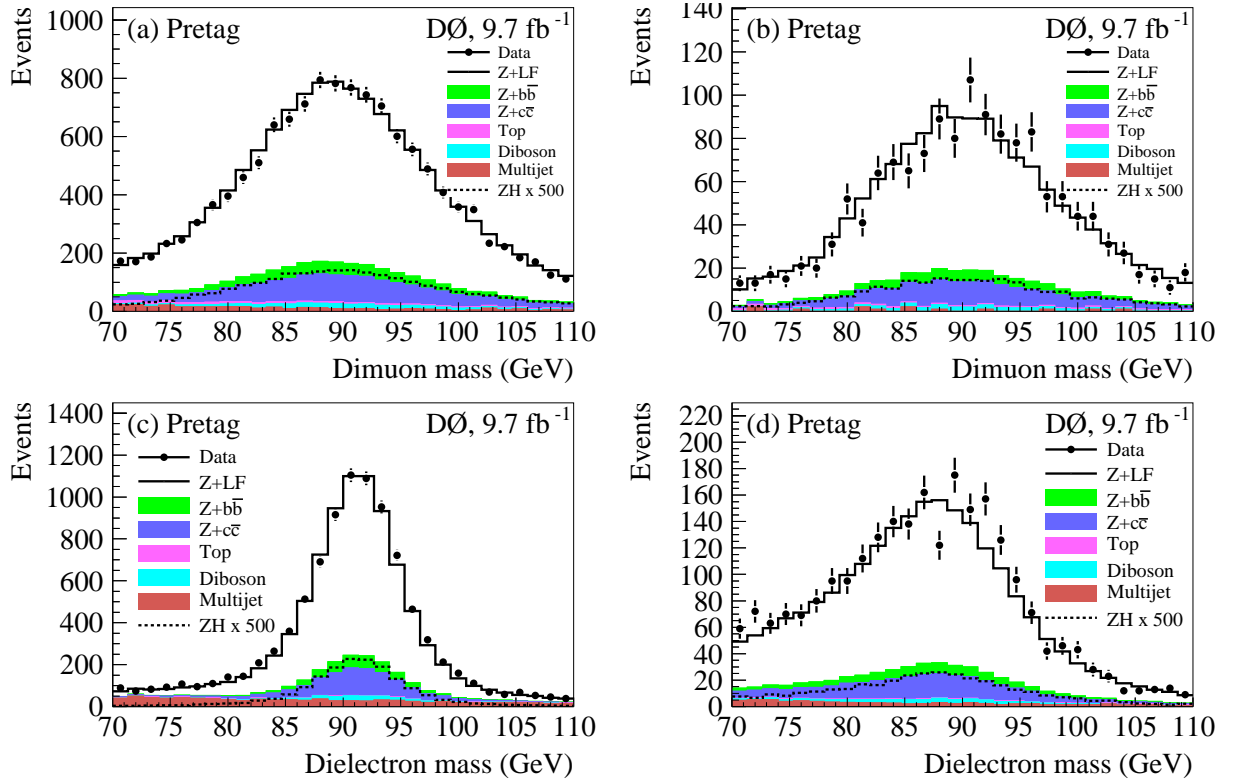 Events
1000
800
600
400
200
0
(a) Pretag
DØ, 9.7 fb⁻¹
Data
Z+LF
Z+bb̅
Z+cc̅
Top
Diboson
Multijet
ZH x 500
70 75 80 85 90 95 100 105 110
Dimuon mass (GeV)
Events
140
120
100
80
60
40
20
0
(b) Pretag
DØ, 9.7 fb⁻¹
Data
Z+LF
Z+bb̅
Z+cc̅
Top
Diboson
Multijet
ZH x 500
70 75 80 85 90 95 100 105 110
Dimuon mass (GeV)
Events
1400
1200
1000
800
600
400
200
0
(c) Pretag
DØ, 9.7 fb⁻¹
Data
Z+LF
Z+bb̅
Z+cc̅
Top
Diboson
Multijet
ZH x 500
70 75 80 85 90 95 100 105 110
Dielectron mass (GeV)
Events
220
200
180
160
140
120
100
80
60
40
20
0
(d) Pretag
DØ, 9.7 fb⁻¹
Data
Z+LF
Z+bb̅
Z+cc̅
Top
Diboson
Multijet
ZH x 500
70 75 80 85 90 95 100 105 110
Dielectron mass (GeV)